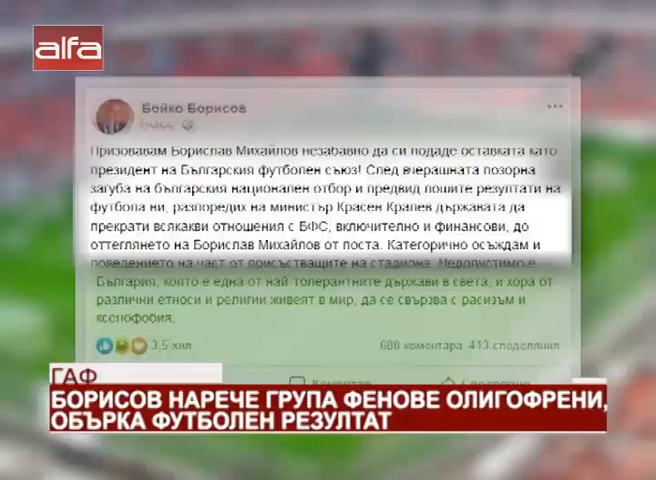 alfa
Бойко Борисов
Призовавам Борислав Михайлов незабавно да си подаде оставката като
президент на Българския футболен съюз! След вчерашната позорна
загуба на българския национален отбор и предвид лошите резултати на
футбола ни, разпоредих на министър Красен Кралев държавата да
прекрати всякакви отношения с БФС, включително и финансови, до
оттеглянето на Борислав Михайлов от поста. Категорично осъждам и
поведението на част от присъстващите на стадиона. Недопустимо е
България, която е една от най-толерантните държави в света, и хора от
различни етноси и религии живеят в мир, да се свързва с расизъм и
ксенофобия.
3,5 хил 688 коментара 413 споделяния
Коментар Споделяне
ГАФ
БОРИСОВ НАРЕЧЕ ГРУПА ФЕНОВЕ ОЛИГОФРЕНИ,
ОБЪРКА ФУТБОЛЕН РЕЗУЛТАТ